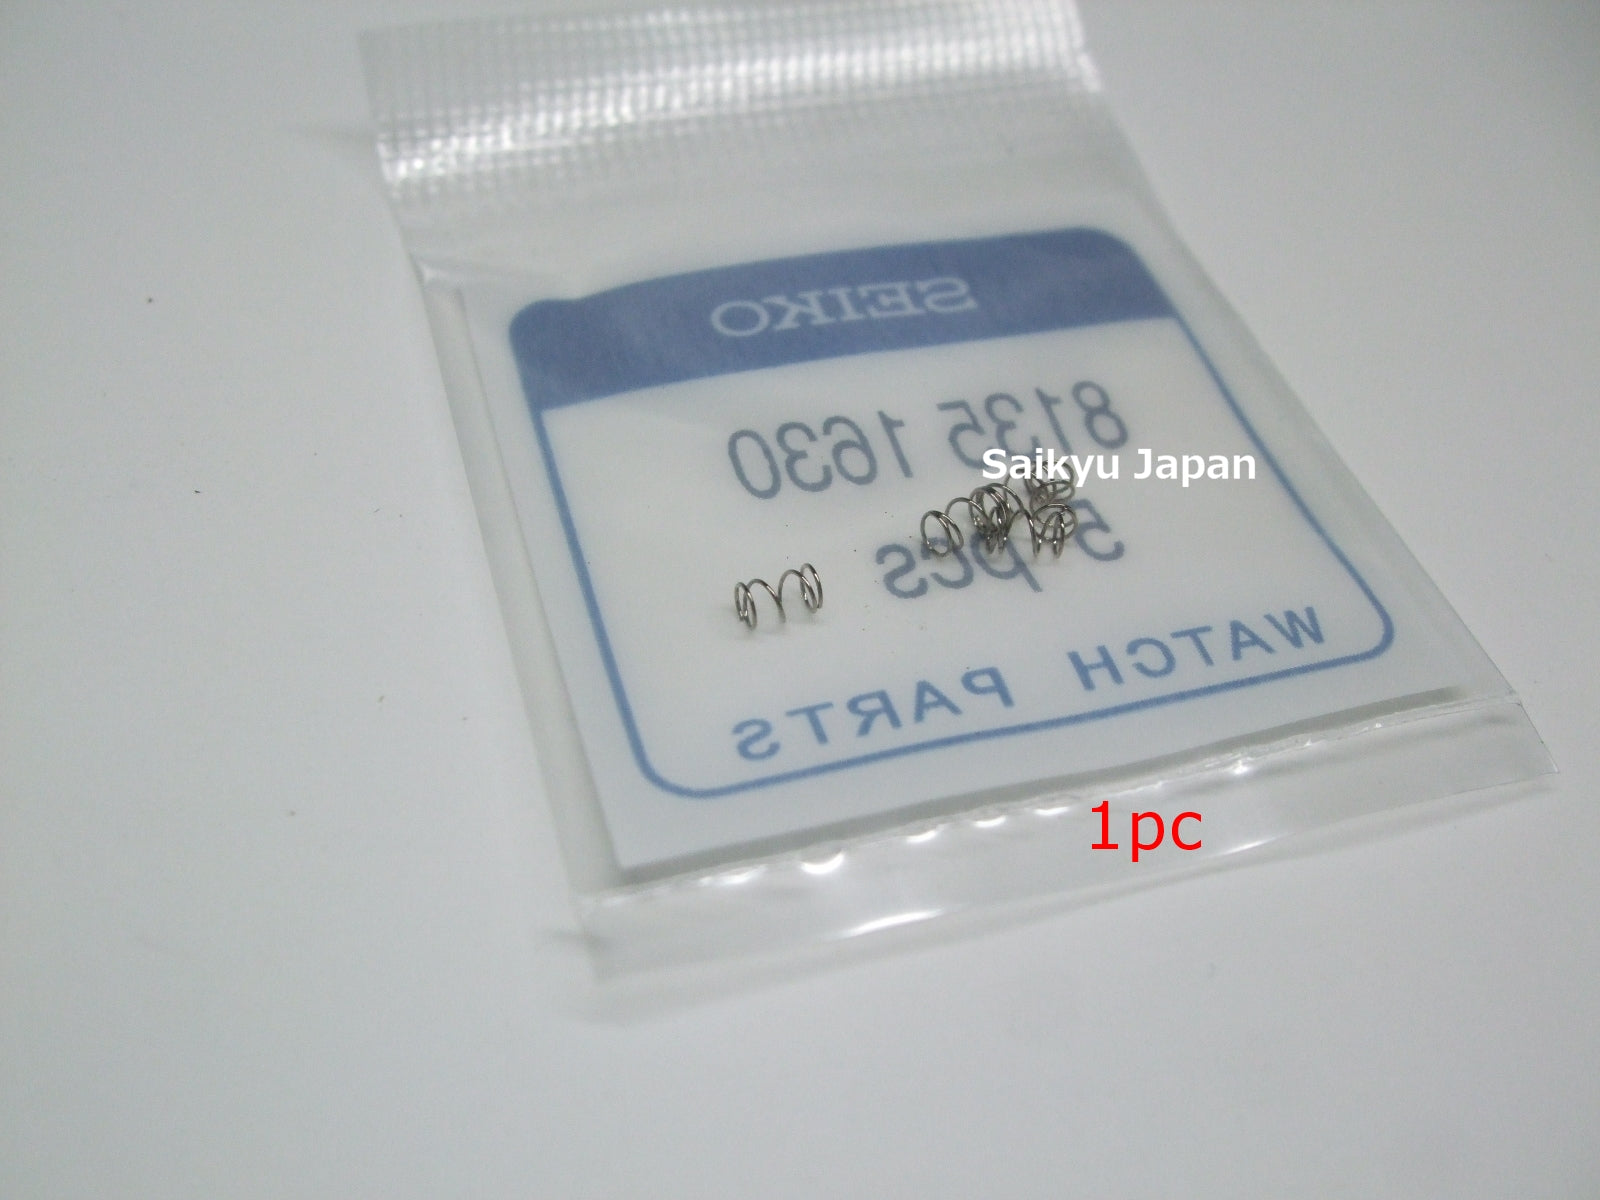 SEIKO
8135 1630
Saikyu Japan
5 pcs
WATCH PARTS
1pc